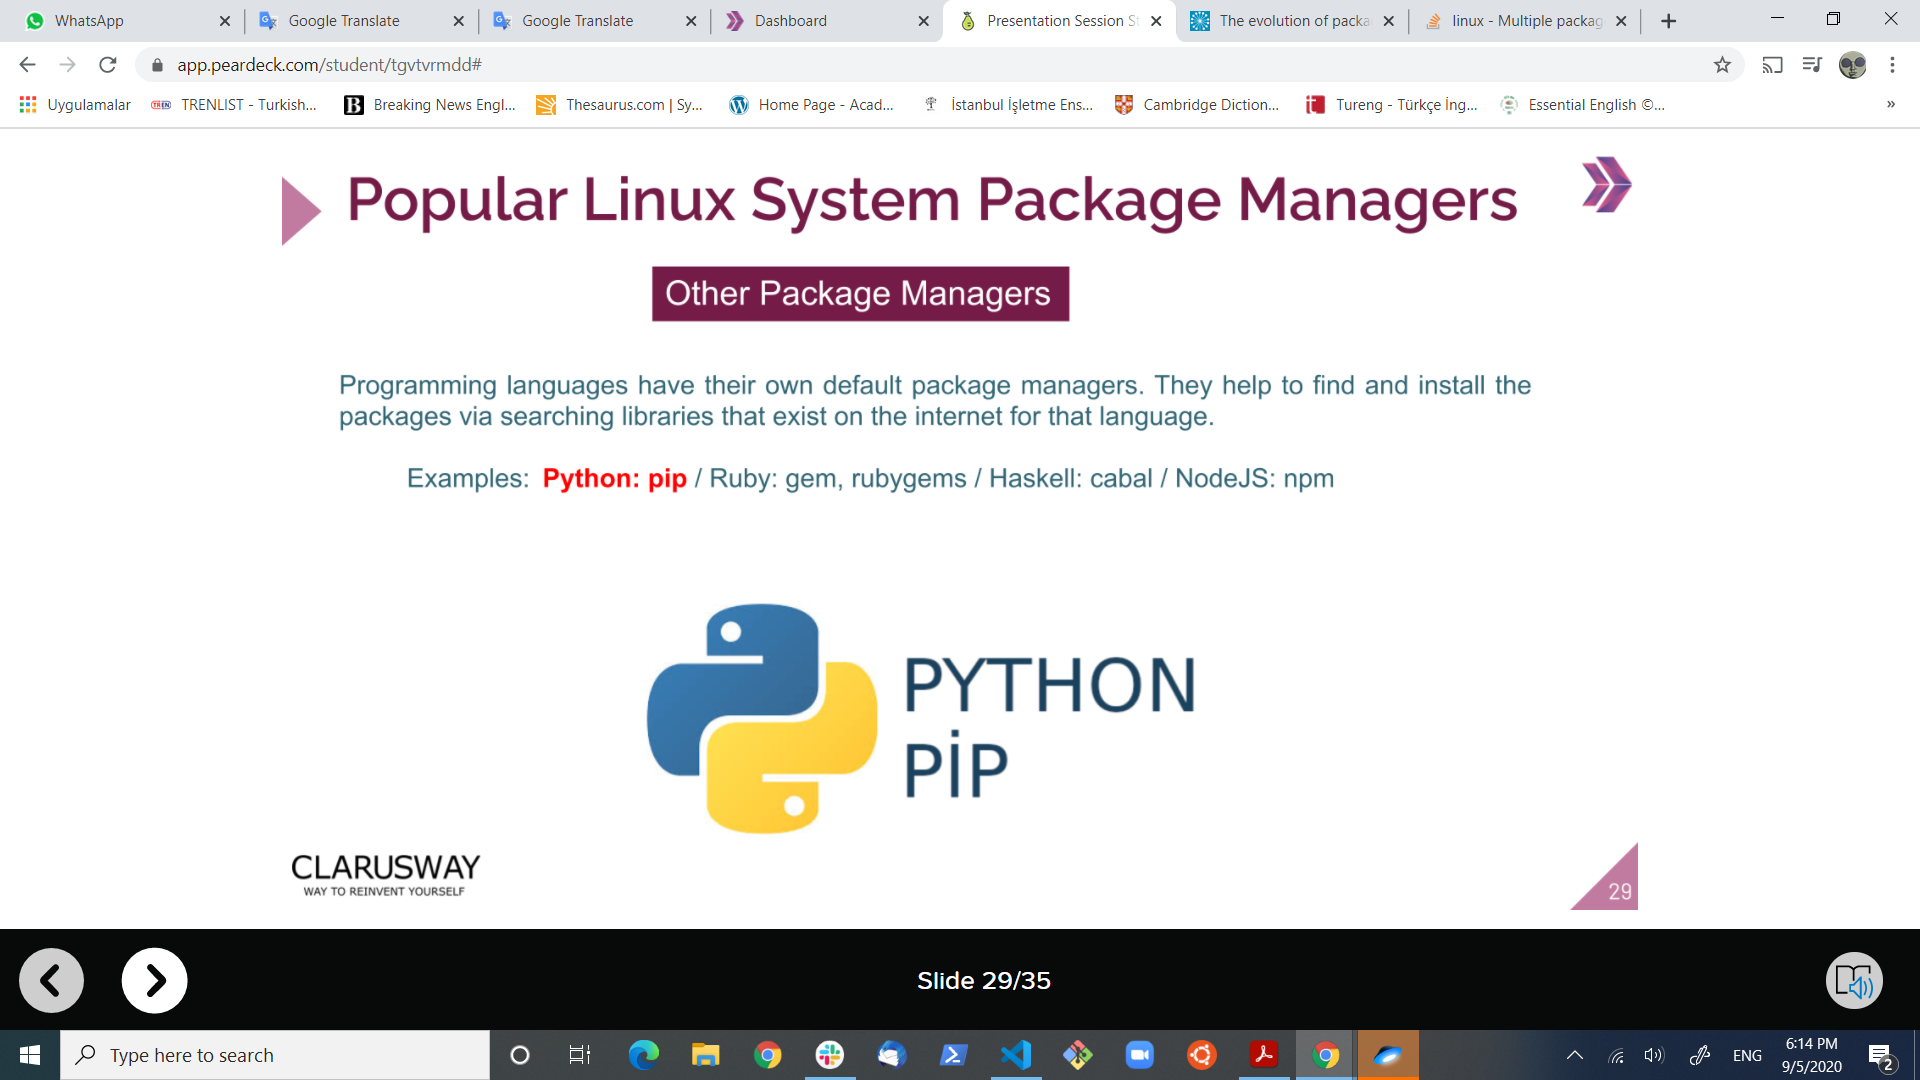 WhatsApp
Google Translate
Google Translate
Dashboard
Presentation Session St
The evolution of packa
linux - Multiple packag
app.peardeck.com/student/tgvtvrmdd#
Uygulamalar
TREN TRENLIST - Turkish...
B Breaking News Engl...
Thesaurus.com | Sy...
Home Page - Acad...
İstanbul İşletme Ens...
Cambridge Diction...
Tureng - Türkçe İng...
Essential English ©...
»
Popular Linux System Package Managers
Other Package Managers
Programming languages have their own default package managers. They help to find and install the
packages via searching libraries that exist on the internet for that language.
Examples: Python: pip / Ruby: gem, rubygems / Haskell: cabal / NodeJS: npm
PYTHON
PİP
CLARUSWAY
WAY TO REINVENT YOURSELF
29
Slide 29/35
Type here to search
ENG
6:14 PM
9/5/2020
2